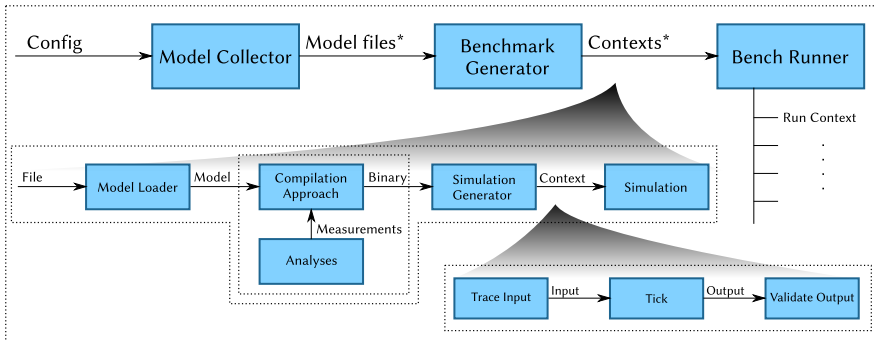 Config
Model Collector
Model files*
Benchmark
Generator
Contexts*
Bench Runner
Run Context
File
Model Loader
Model
Compilation
Approach
Binary
Simulation
Generator
Context
Simulation
Measurements
Analyses
Trace Input
Input
Tick
Output
Validate Output